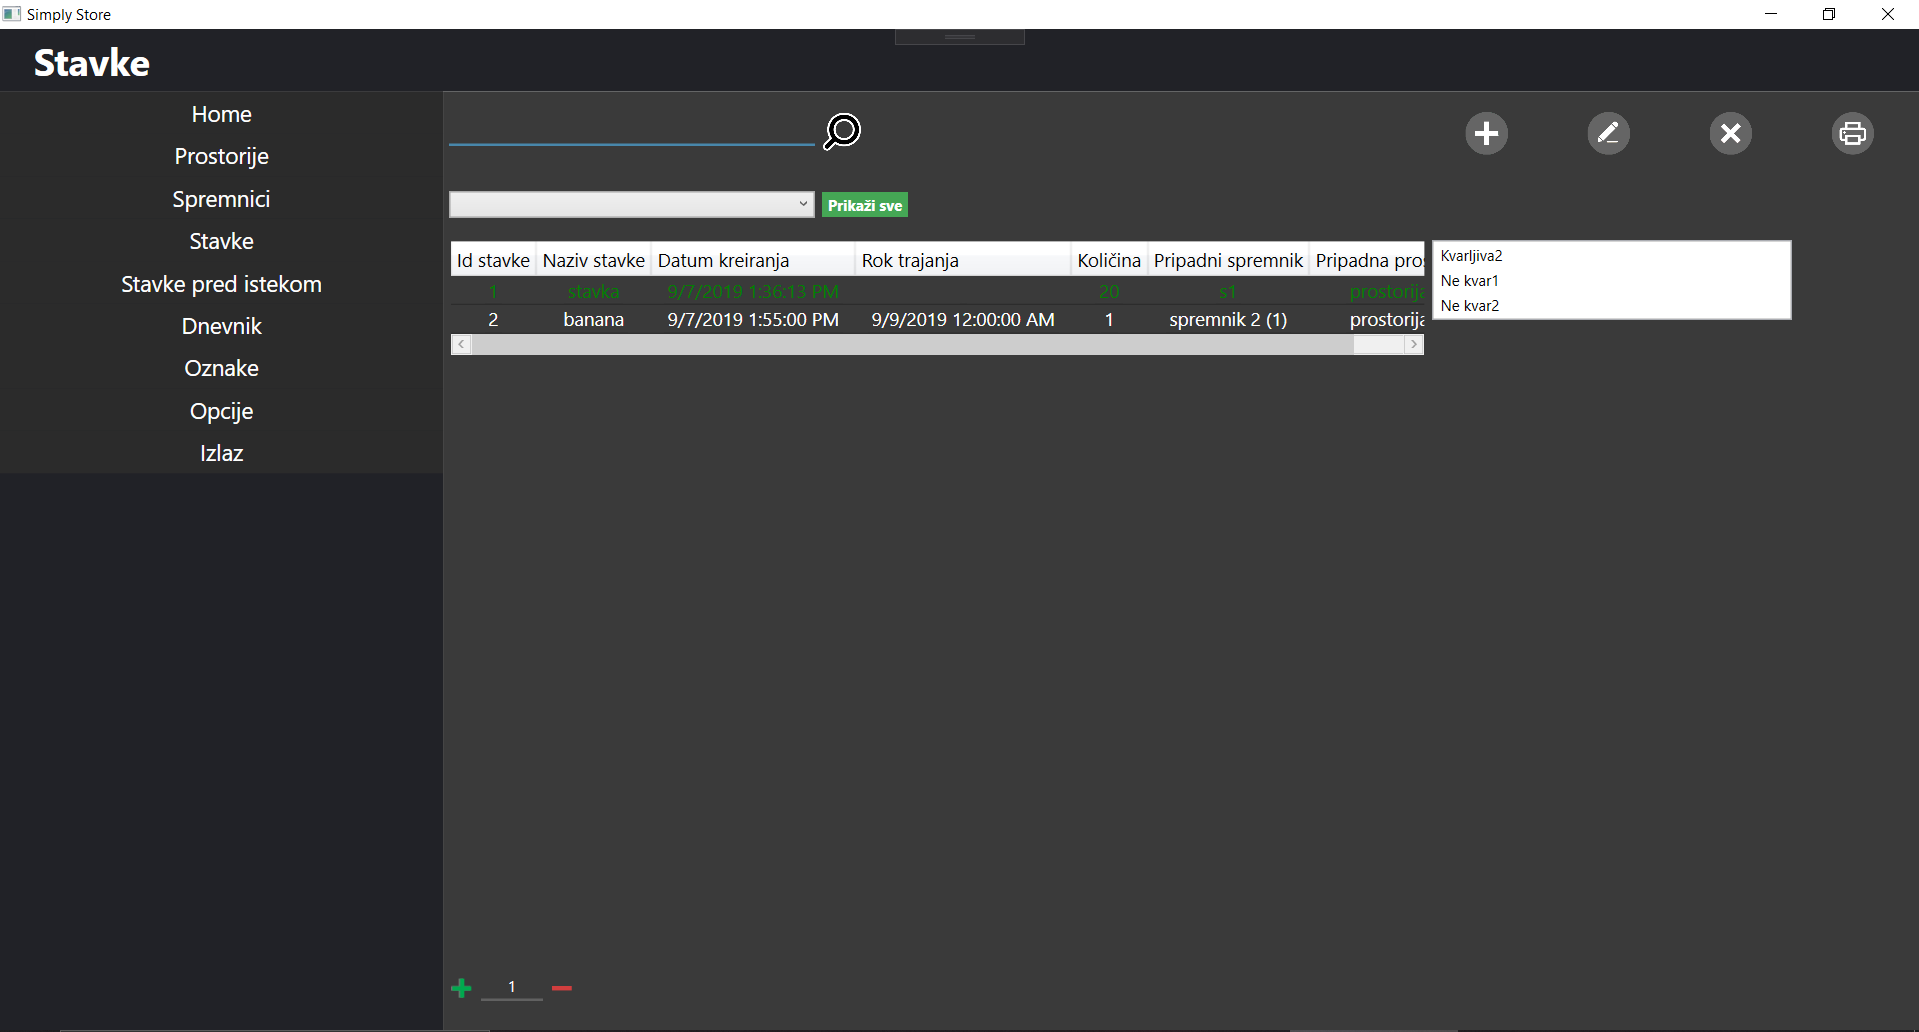 Simply Store
Stavke
Home
Prostorije
Spremnici
Stavke
Stavke pred istekom
Dnevnik
Oznake
Opcije
Izlaz
Prikaži sve
Id stavke Naziv stavke Datum kreiranja Rok trajanja Količina Pripadni spremnik Pripadna pros
1 stavka 9/7/2019 1:36:13 PM 20 s1 prostorija
2 banana 9/7/2019 1:55:00 PM 9/9/2019 12:00:00 AM 1 spremnik 2 (1) prostorija
Kvarljiva2
Ne kvar1
Ne kvar2
1